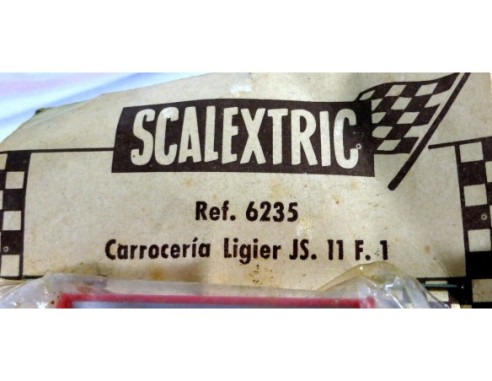 SCALEXTRIC
Ref. 6235
Carrocería Ligier JS. 11 F. 1